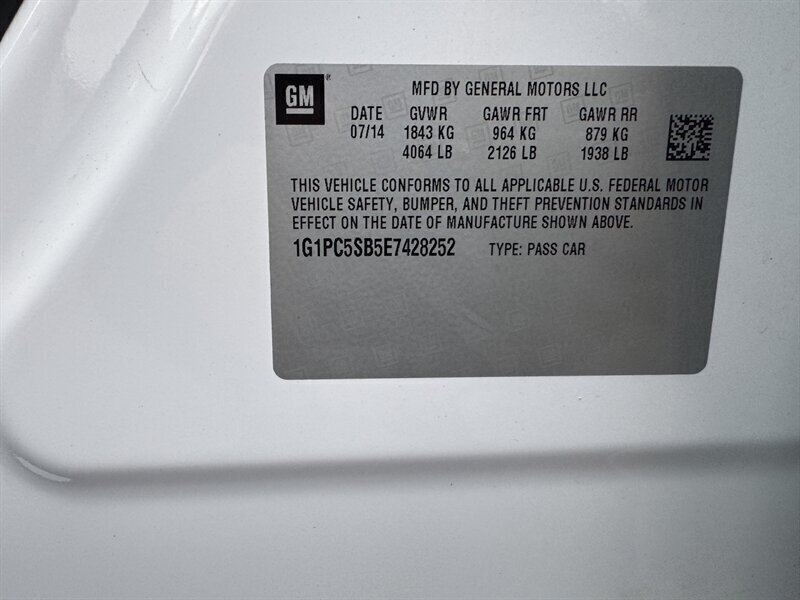 GM ®
MFD BY GENERAL MOTORS LLC
DATE GVWR GAWR FRT GAWR RR
07/14 1843 KG 964 KG 879 KG
4064 LB 2126 LB 1938 LB
THIS VEHICLE CONFORMS TO ALL APPLICABLE U.S. FEDERAL MOTOR
VEHICLE SAFETY, BUMPER, AND THEFT PREVENTION STANDARDS IN
EFFECT ON THE DATE OF MANUFACTURE SHOWN ABOVE.
1G1PC5SB5E7428252 TYPE: PASS CAR